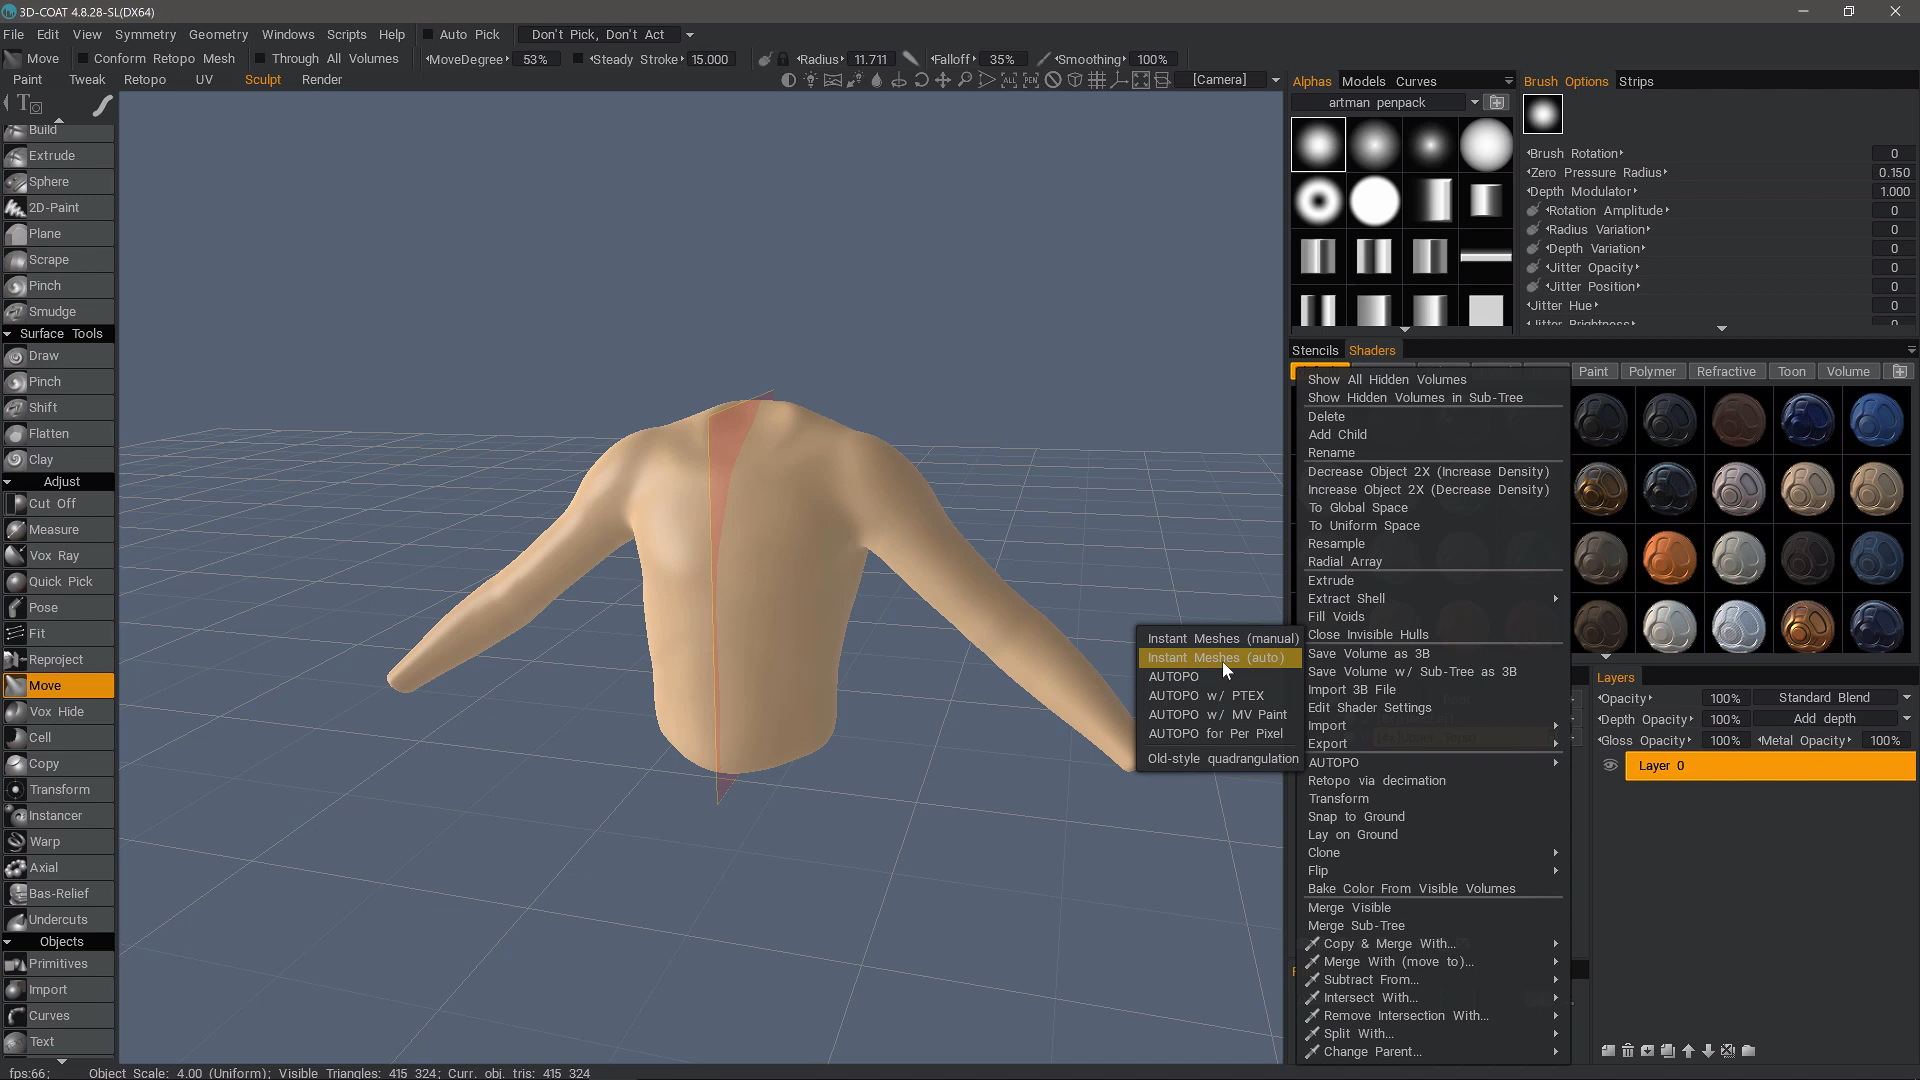 3D-COAT 4.8.28-SL(DX64)
File Edit View Symmetry Geometry Windows Scripts Help Auto Pick Don't Pick, Don't Act
Move Conform Retopo Mesh Through All Volumes MoveDegree 53% Steady Stroke 15.000 Radius 11.711 Falloff 35% Smoothing 100%
Paint Tweak Retopo UV Sculpt Render [Camera]
Build
Extrude
Sphere
2D-Paint
Plane
Scrape
Pinch
Smudge
Surface Tools
Draw
Pinch
Shift
Flatten
Clay
Adjust
Cut Off
Measure
Vox Ray
Quick Pick
Pose
Fit
Reproject
Move
Vox Hide
Cell
Copy
Transform
Instancer
Warp
Axial
Bas-Relief
Undercuts
Objects
Primitives
Import
Curves
Text
Instant Meshes (manual)
Instant Meshes (auto)
AUTOPO
AUTOPO w/ PTEX
AUTOPO w/ MV Paint
AUTOPO for Per Pixel
Old-style quadrangulation
Alphas Models Curves
artman penpack
Stencils Shaders
Paint Polymer Refractive Toon Volume
Show All Hidden Volumes
Show Hidden Volumes in Sub-Tree
Delete
Add Child
Rename
Decrease Object 2X (Increase Density)
Increase Object 2X (Decrease Density)
To Global Space
To Uniform Space
Resample
Radial Array
Extrude
Extract Shell
Fill Voids
Close Invisible Hulls
Save Volume as 3B
Save Volume w/ Sub-Tree as 3B
Import 3B File
Edit Shader Settings
Import
Export
AUTOPO
Retopo via decimation
Transform
Snap to Ground
Lay on Ground
Clone
Flip
Bake Color From Visible Volumes
Merge Visible
Merge Sub-Tree
Copy & Merge With...
Merge With (move to)...
Subtract From...
Intersect With...
Remove Intersection With...
Split With...
Change Parent...
Brush Options Strips
Brush Rotation 0
Zero Pressure Radius 0.150
Depth Modulator 1.000
Rotation Amplitude 0
Radius Variation 0
Depth Variation 0
Jitter Opacity 0
Jitter Position 0
Jitter Hue 0
Jitter Brightness 0
Layers
Opacity 100% Standard Blend
Depth Opacity 100% Add depth
Gloss Opacity 100% Metal Opacity 100%
Layer 0
fps:66; Object Scale: 4.00 (Uniform); Visible Triangles: 415 324; Curr. obj. tris: 415 324